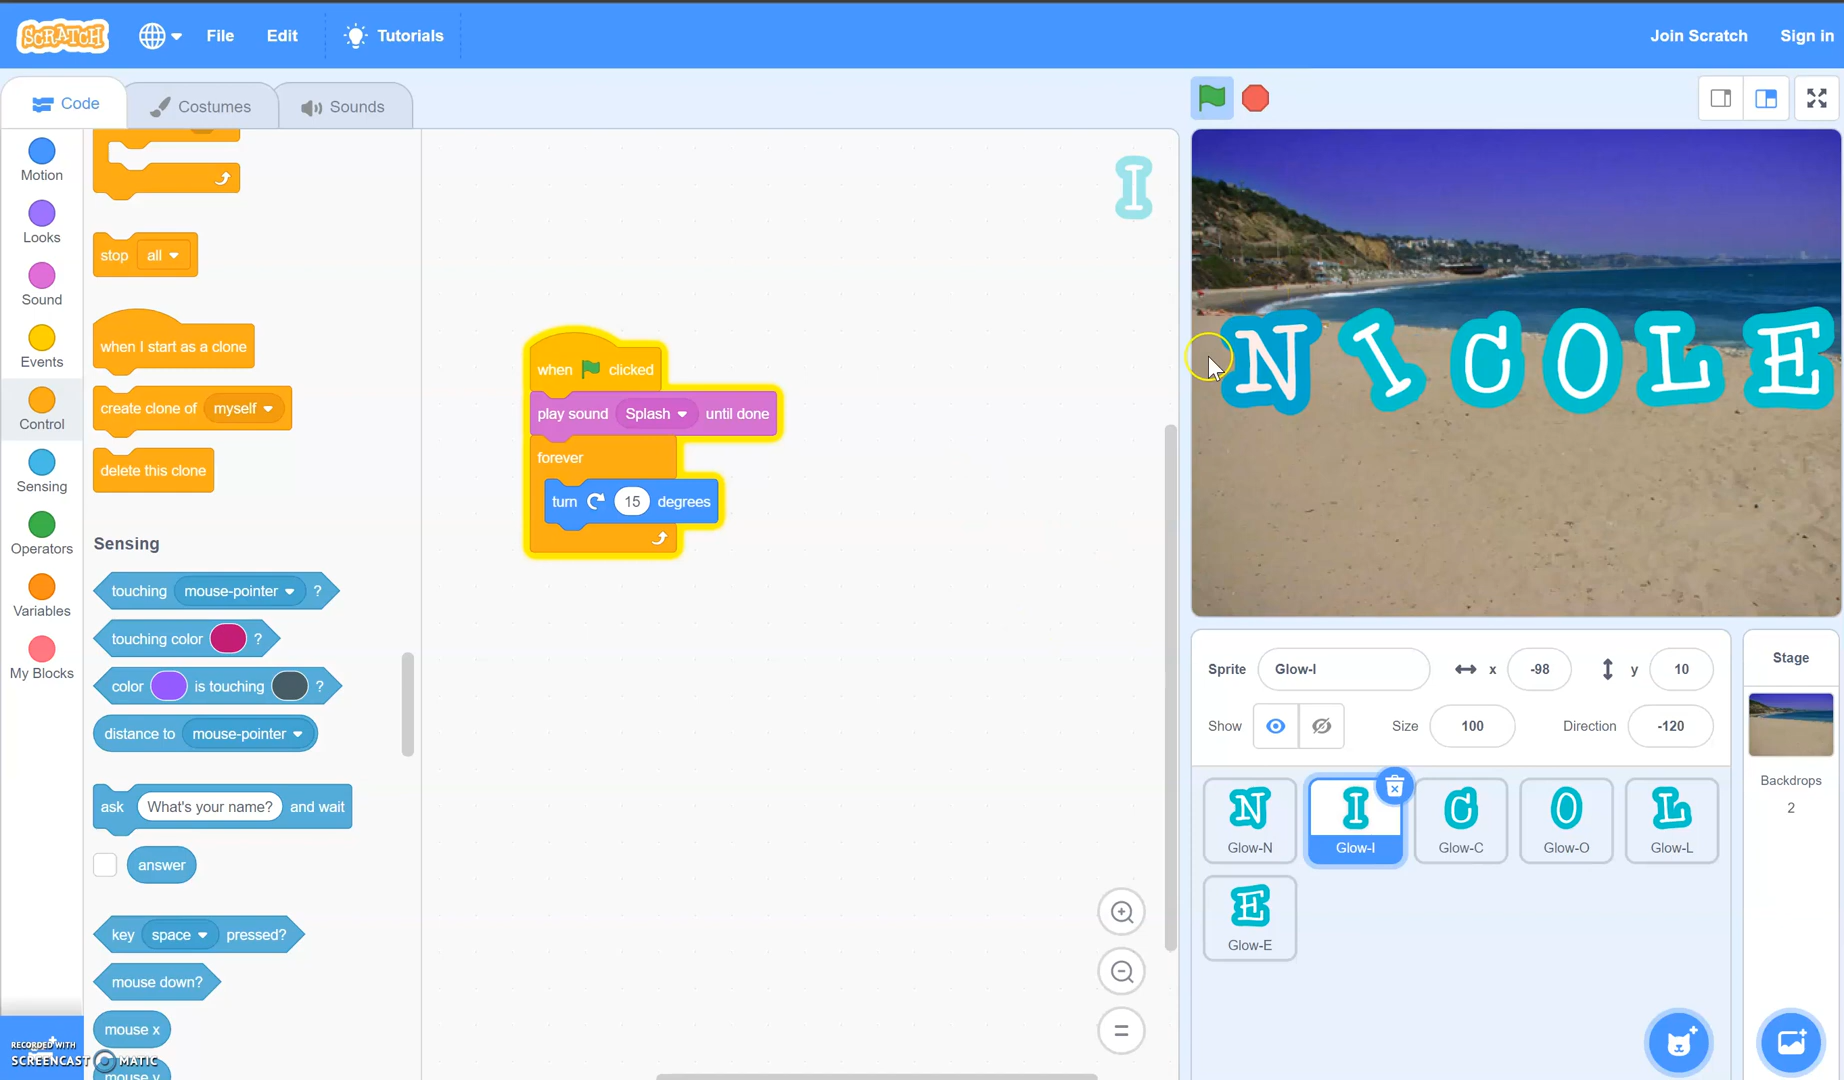 SCRATCH File Edit Tutorials Join Scratch Sign in
Code Costumes Sounds
Motion
Looks
Sound
Events
Control
Sensing
Operators
Variables
My Blocks
stop all
when I start as a clone
create clone of myself
delete this clone
Sensing
touching mouse-pointer ?
touching color ?
color is touching ?
distance to mouse-pointer
ask What's your name? and wait
answer
key space pressed?
mouse down?
mouse x
mouse y
RECORDED WITH
SCREENCAST MATIC
when clicked
play sound Splash until done
forever
turn 15 degrees
I
N I C O L E
Sprite Glow-I x -98 y 10
Show Size 100 Direction -120
N I C O L
Glow-N Glow-I Glow-C Glow-O Glow-L
E
Glow-E
Stage
Backdrops
2